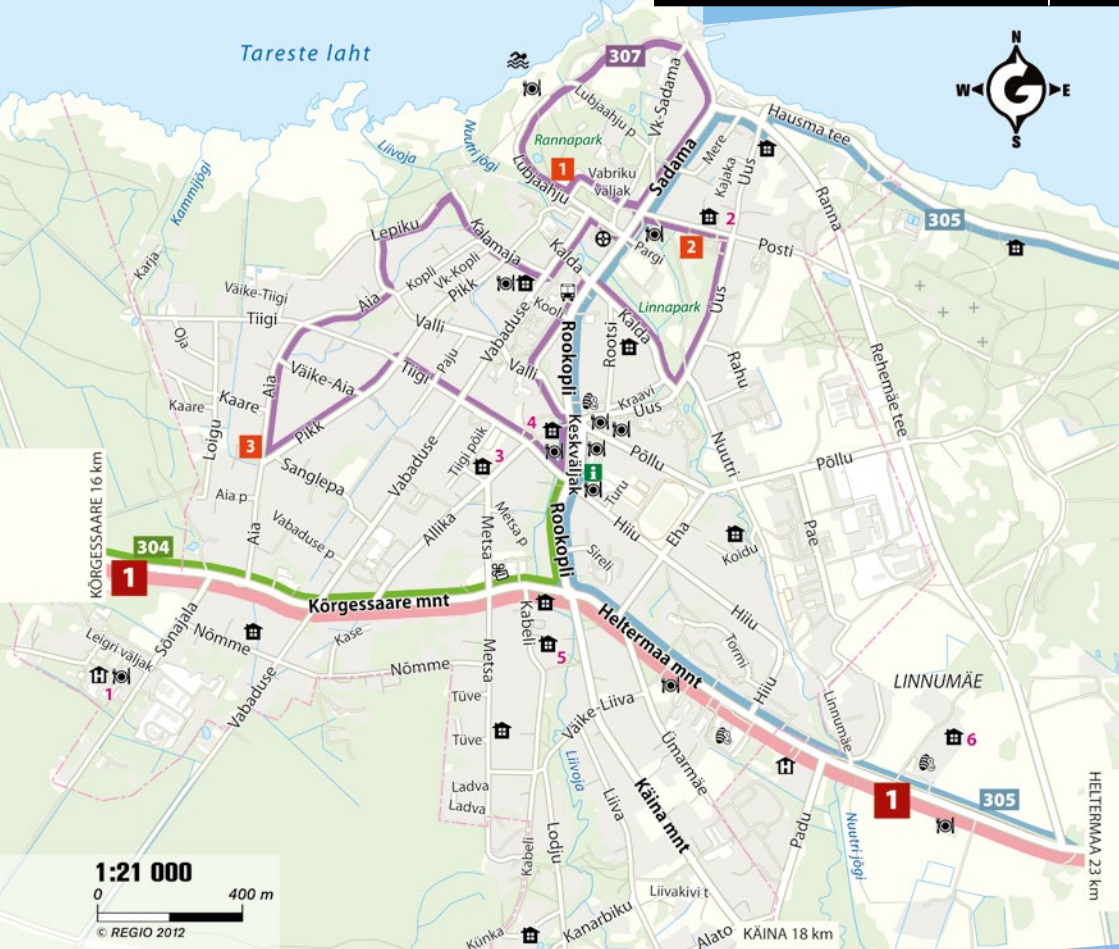 Tareste laht
307
N
W E
S
G
Lubjaahju p
Vk-Sadama
Hausma tee
Rannapark
Mere
Kajaka
Uus
Sadama
Nuutri jõgi
Liivoja
Kammijõgi
1
Lubjaahju
Vabriku
väljak
Ranna
305
2
Lepiku
Kalamaja
Kalda
Pargi
2
Posti
Karja
Kopli
Vk-Kopli
Pikk
Väike-Tiigi
Tiigi
Aia
Kooli
Linnapark
Uus
Oja
Valli
Vabaduse
Rookopli
Rootsi
Kalda
Rehemäe tee
Paju
Väike-Aia
Tiigi
Valli
Rahu
Aia
Kaare
Kaare
Kraavi
Uus
Loigu
Pikk
3
4
Keskväljak
Põllu
Nuutri
Põllu
Tiigi põik
3
i
Sanglepa
Vabaduse
Turu
KÕRGESSAARE 16 km
Aia p
Vabaduse p
Aia
Allika
Metsa
Metsa p
Rookopli
Hiiu
Eha
Pae
Koidu
304
1
Sireli
Kõrgessaare mnt
Heltermaa mnt
Hiiu
Sõnajala
Nõmme
Kase
Kabeli
Tormi
Leigri väljak
Nõmme
Metsa
5
1
Vabaduse
Hiiu
LINNUMÄE
Tüve
Väike-Liiva
Linnumäe
Tüve
Ümarmäe
6
Liivoja
Ladva
Ladva
Liiva
Käina mnt
1
305
HELTERMAA 23 km
Padu
Nuutri jõgi
Kabeli
Lodju
1:21 000
0 400 m
Liivakivi t
© REGIO 2012
Künka
Kanarbiku
Alato
KÄINA 18 km